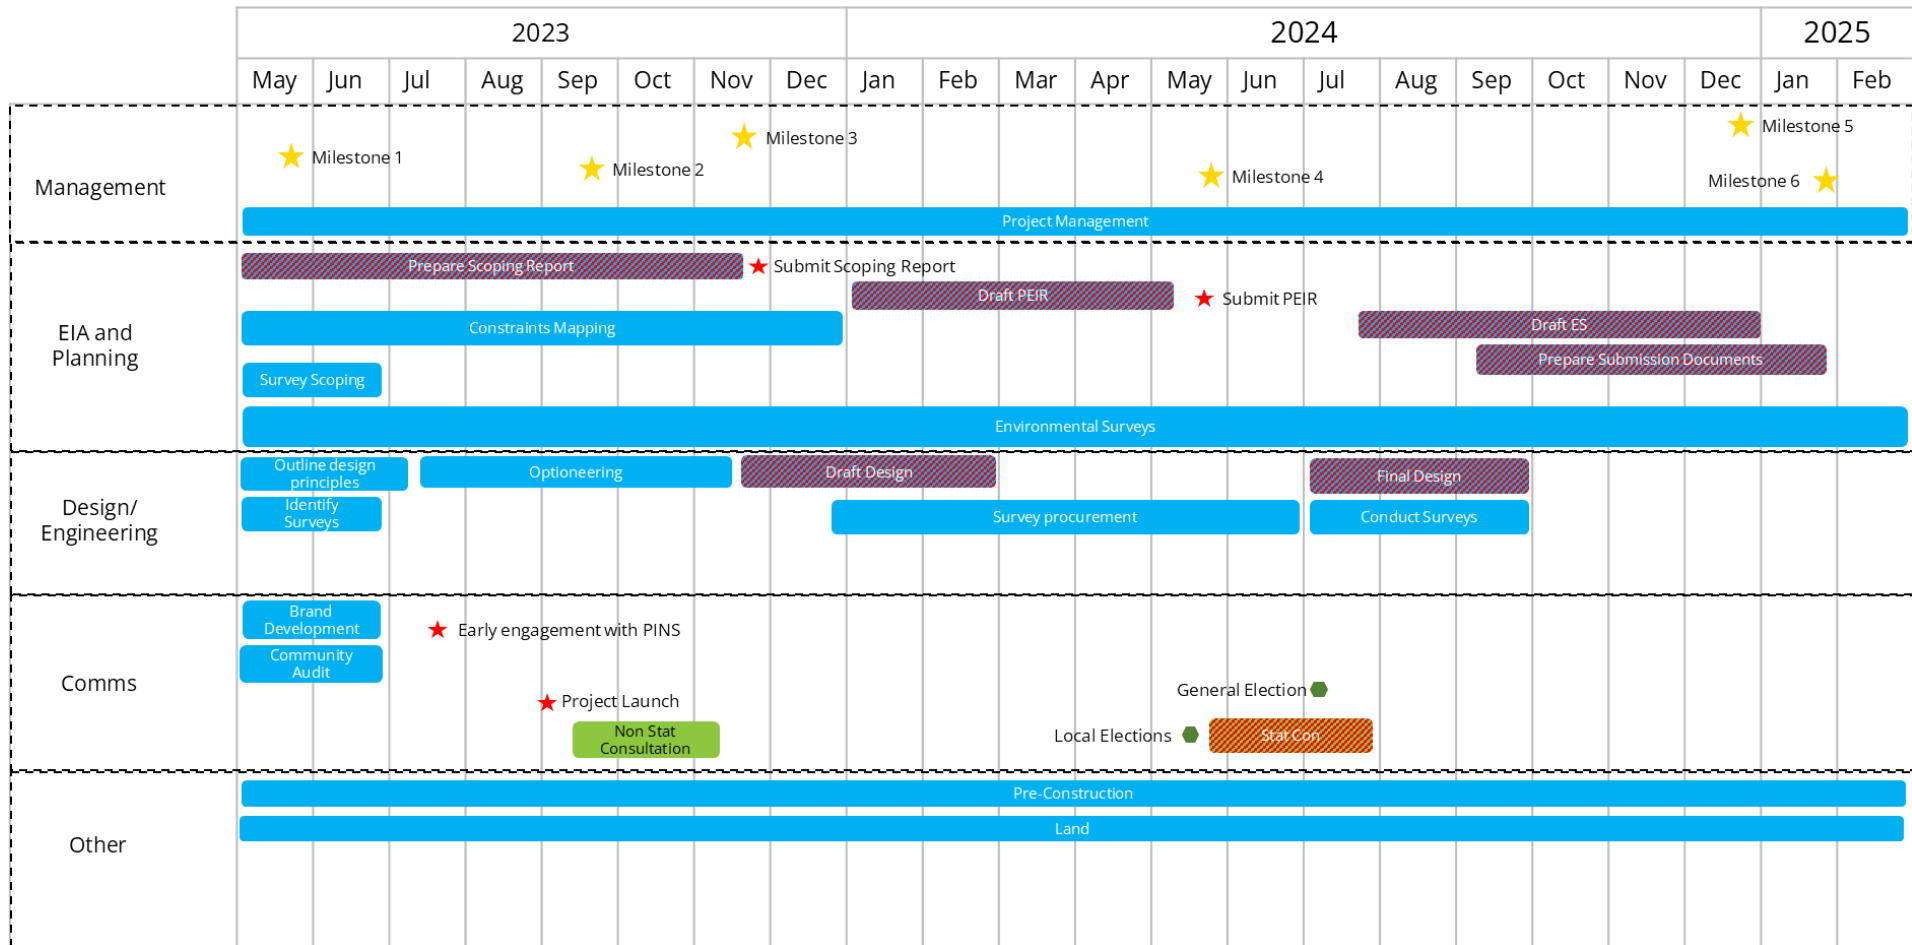 2023
2024
2025
May
Jun
Jul
Aug
Sep
Oct
Nov
Dec
Jan
Feb
Mar
Apr
May
Jun
Jul
Aug
Sep
Oct
Nov
Dec
Jan
Feb
Management
Milestone 1
Milestone 2
Milestone 3
Milestone 4
Milestone 5
Milestone 6
Project Management
EIA and
Planning
Prepare Scoping Report
Submit Scoping Report
Draft PEIR
Submit PEIR
Constraints Mapping
Draft ES
Prepare Submission Documents
Survey Scoping
Environmental Surveys
Design/
Engineering
Outline design
principles
Optioneering
Draft Design
Final Design
Identify
Surveys
Survey procurement
Conduct Surveys
Comms
Brand
Development
Early engagement with PINS
Community
Audit
Project Launch
General Election
Non Stat
Consultation
Local Elections
Stat Con
Other
Pre-Construction
Land